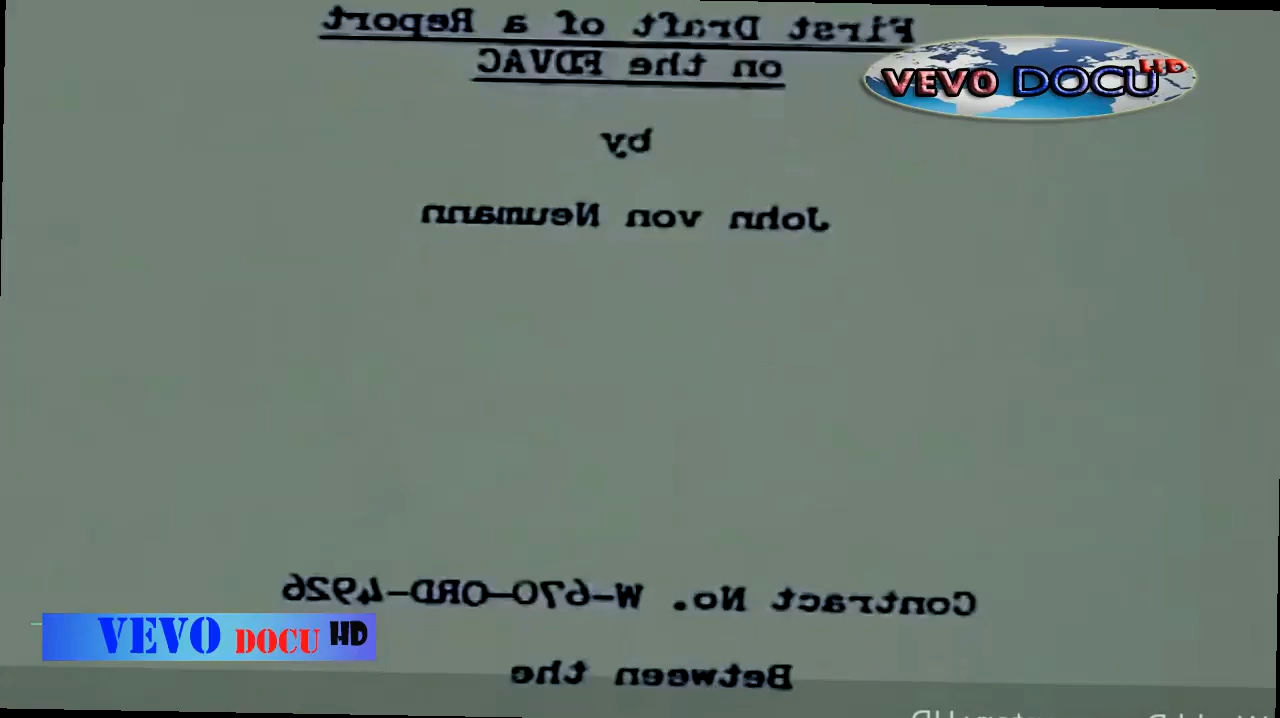 First Draft of a Report
on the EDVAC
VEVO DOCU HD
by
John von Neumann
Contract No. W-670-ORD-4926
VEVO DOCU HD
Between the